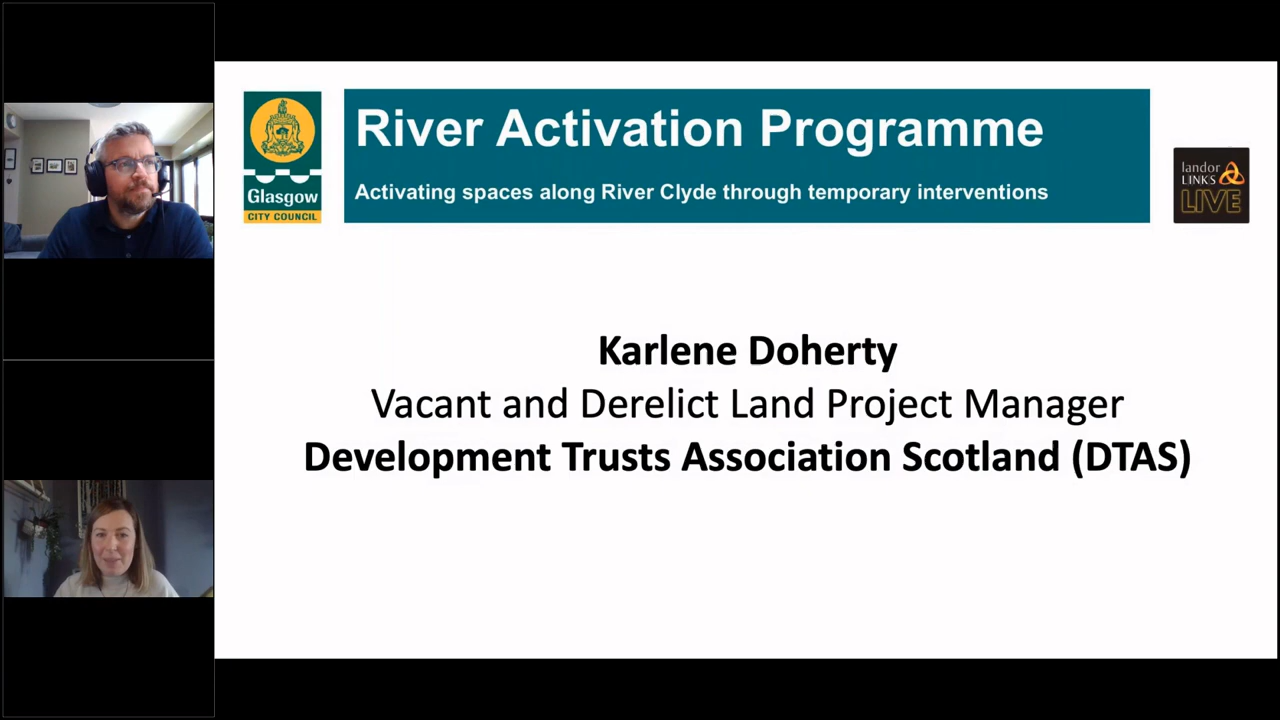 River Activation Programme
Activating spaces along River Clyde through temporary interventions
Glasgow
CITY COUNCIL
landor
LINKS
LIVE
Karlene Doherty
Vacant and Derelict Land Project Manager
Development Trusts Association Scotland (DTAS)